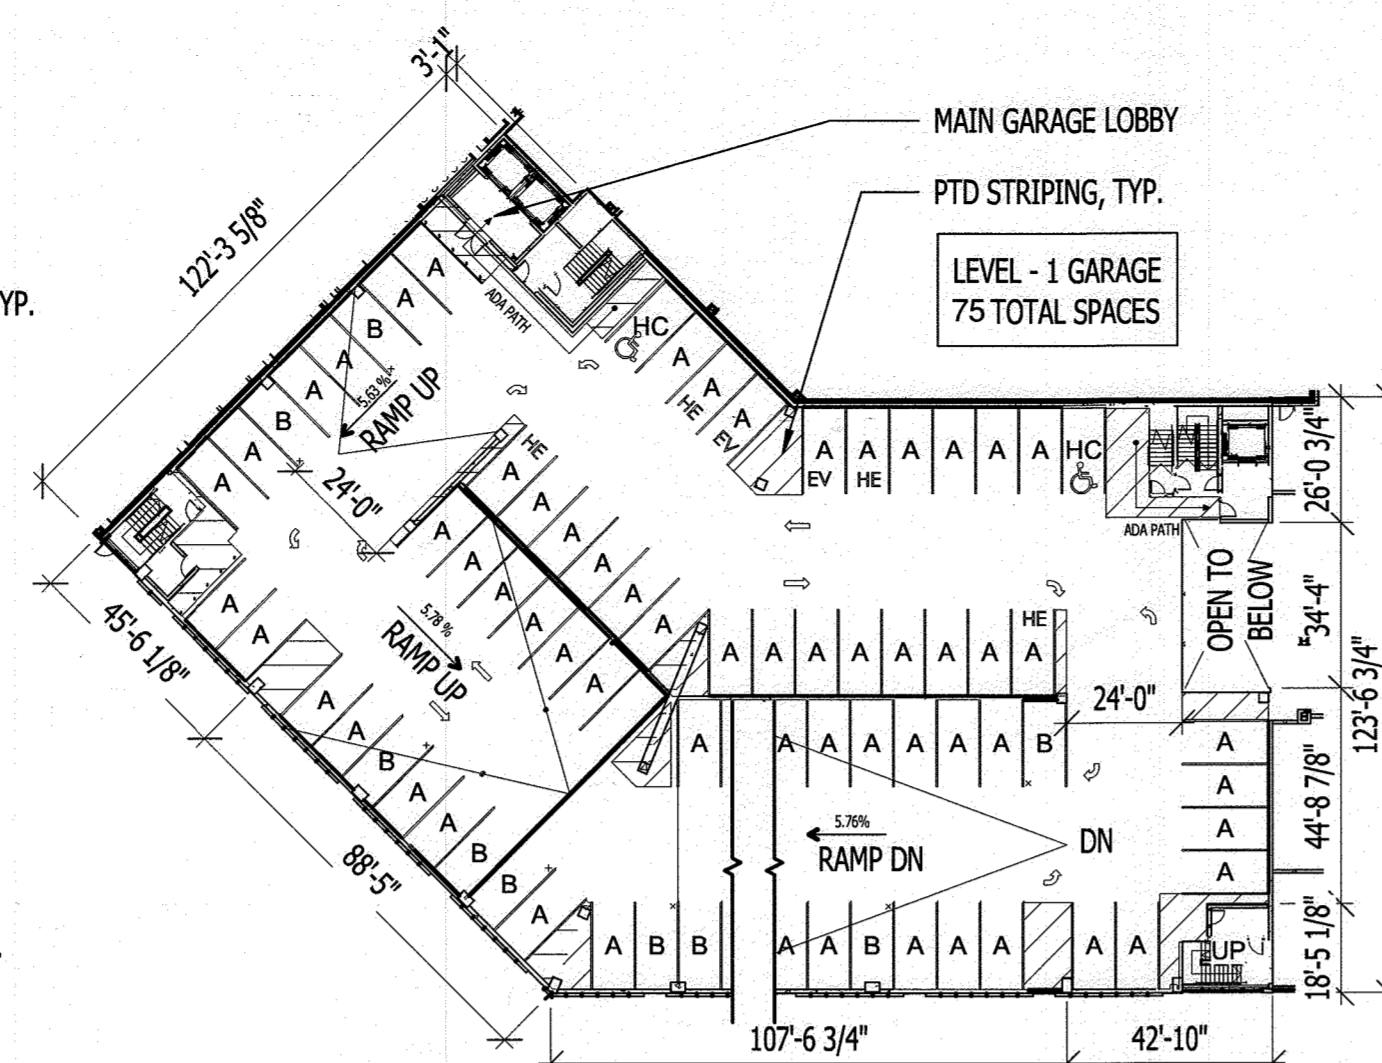 3'-1"
MAIN GARAGE LOBBY
122'-3 5/8"
PTD STRIPING, TYP.
LEVEL - 1 GARAGE
75 TOTAL SPACES
YP.
A
A
B
A
A
B
A
A
ADA PATH
HC
A
A
A
HE
EV
5.63 %
RAMP UP
HE
A
A
A
A
A
A
24'-0"
A
A
A
A
A
A
A
A
A
A
A
A
HC
EV
HE
ADA PATH
26'-0 3/4"
OPEN TO
BELOW
34'-4"
123'-6 3/4"
HE
A
A
A
A
A
A
A
A
24'-0"
45'-6 1/8"
A
A
5.78 %
RAMP UP
A
A
B
A
A
B
88'-5"
A
A
A
A
A
A
A
B
A
A
A
A
44'-8 7/8"
5.76%
RAMP DN
DN
B
A
A
B
B
A
A
B
A
A
A
A
A
UP
18'-5 1/8"
107'-6 3/4"
42'-10"